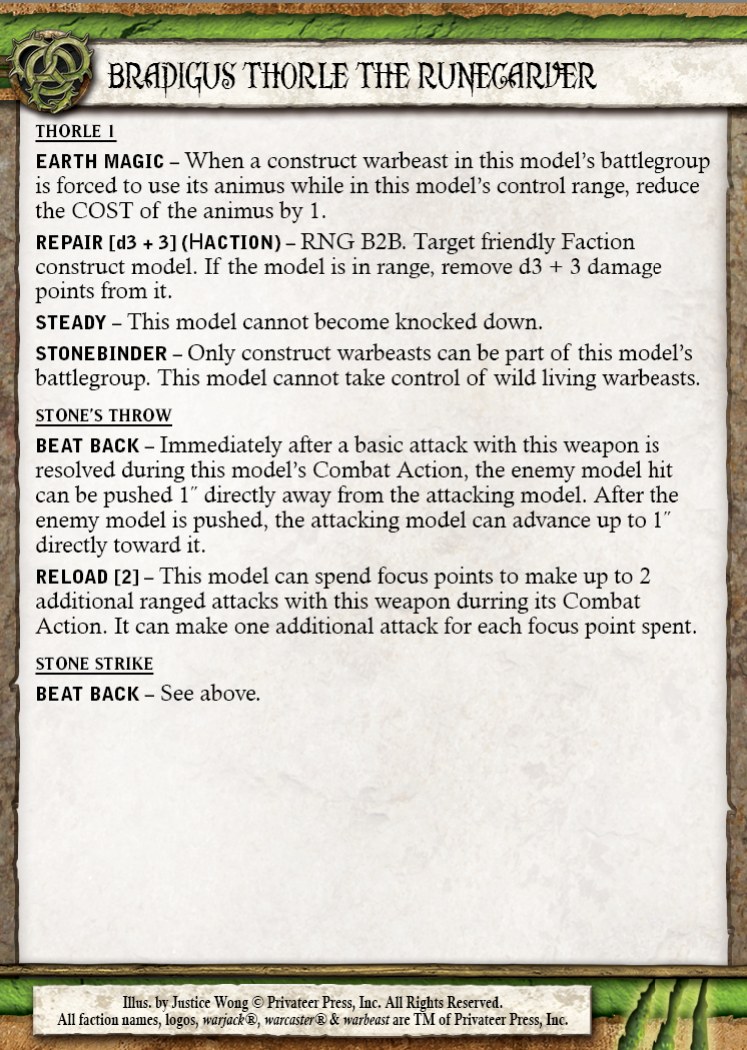 BRADIGUS THORLE THE RUNECARVER
THORLE 1
EARTH MAGIC – When a construct warbeast in this model's battlegroup
is forced to use its animus while in this model's control range, reduce
the COST of the animus by 1.
REPAIR [d3 + 3] (HACTION) – RNG B2B. Target friendly Faction
construct model. If the model is in range, remove d3 + 3 damage
points from it.
STEADY – This model cannot become knocked down.
STONEBINDER – Only construct warbeasts can be part of this model's
battlegroup. This model cannot take control of wild living warbeasts.
STONE'S THROW
BEAT BACK – Immediately after a basic attack with this weapon is
resolved during this model's Combat Action, the enemy model hit
can be pushed 1˝ directly away from the attacking model. After the
enemy model is pushed, the attacking model can advance up to 1˝
directly toward it.
RELOAD [2] – This model can spend focus points to make up to 2
additional ranged attacks with this weapon durring its Combat
Action. It can make one additional attack for each focus point spent.
STONE STRIKE
BEAT BACK – See above.
Illus. by Justice Wong © Privateer Press, Inc. All Rights Reserved.
All faction names, logos, warjack®, warcaster® & warbeast are TM of Privateer Press, Inc.